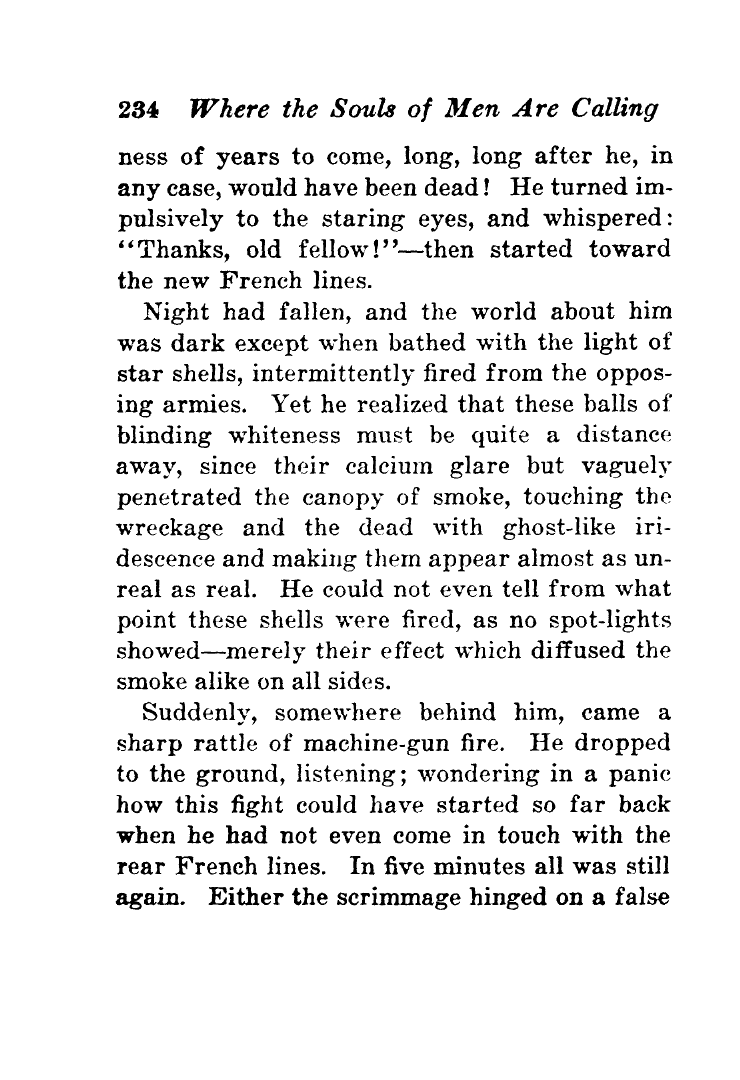 234 Where the Souls of Men Are Calling
ness of years to come, long, long after he, in
any case, would have been dead! He turned im-
pulsively to the staring eyes, and whispered:
“Thanks, old fellow!”—then started toward
the new French lines.
Night had fallen, and the world about him
was dark except when bathed with the light of
star shells, intermittently fired from the oppos-
ing armies. Yet he realized that these balls of
blinding whiteness must be quite a distance
away, since their calcium glare but vaguely
penetrated the canopy of smoke, touching the
wreckage and the dead with ghost-like iri-
descence and making them appear almost as un-
real as real. He could not even tell from what
point these shells were fired, as no spot-lights
showed—merely their effect which diffused the
smoke alike on all sides.
Suddenly, somewhere behind him, came a
sharp rattle of machine-gun fire. He dropped
to the ground, listening; wondering in a panic
how this fight could have started so far back
when he had not even come in touch with the
rear French lines. In five minutes all was still
again. Either the scrimmage hinged on a false